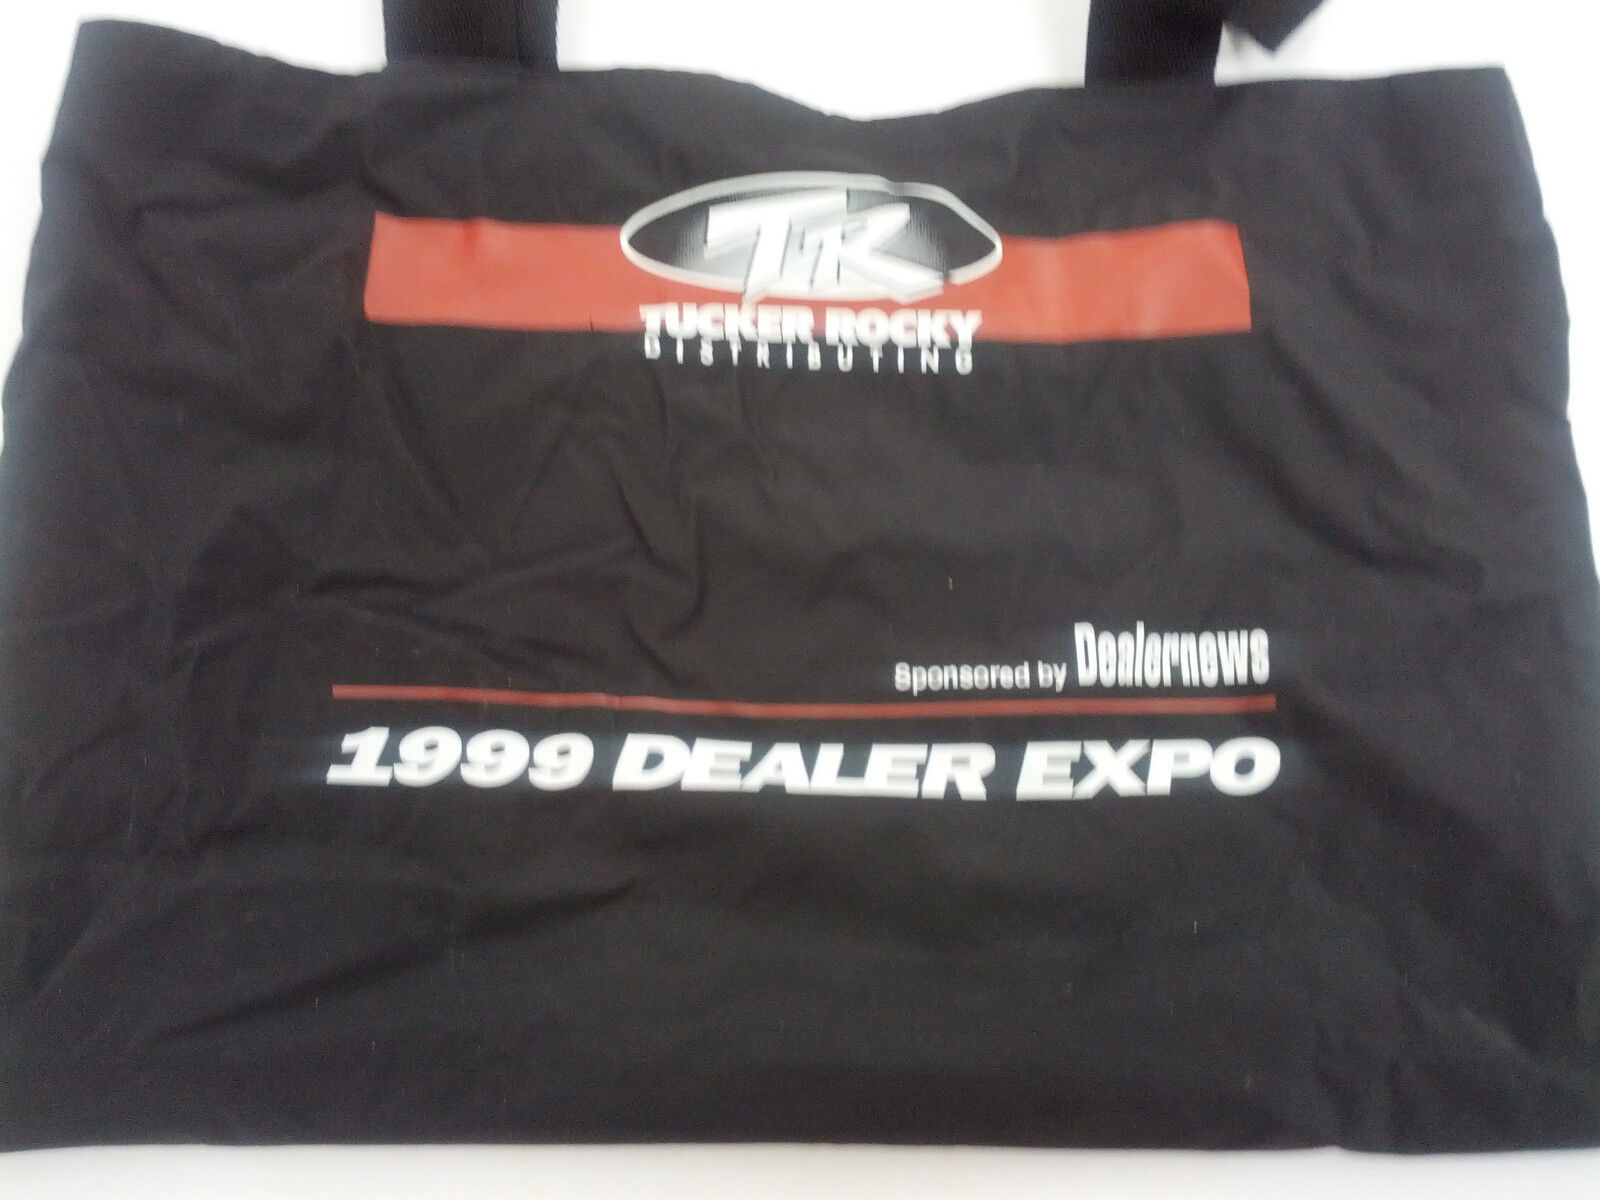 TR
TUCKER ROCKY
DISTRIBUTING
Sponsored by Dealernews
1999 DEALER EXPO